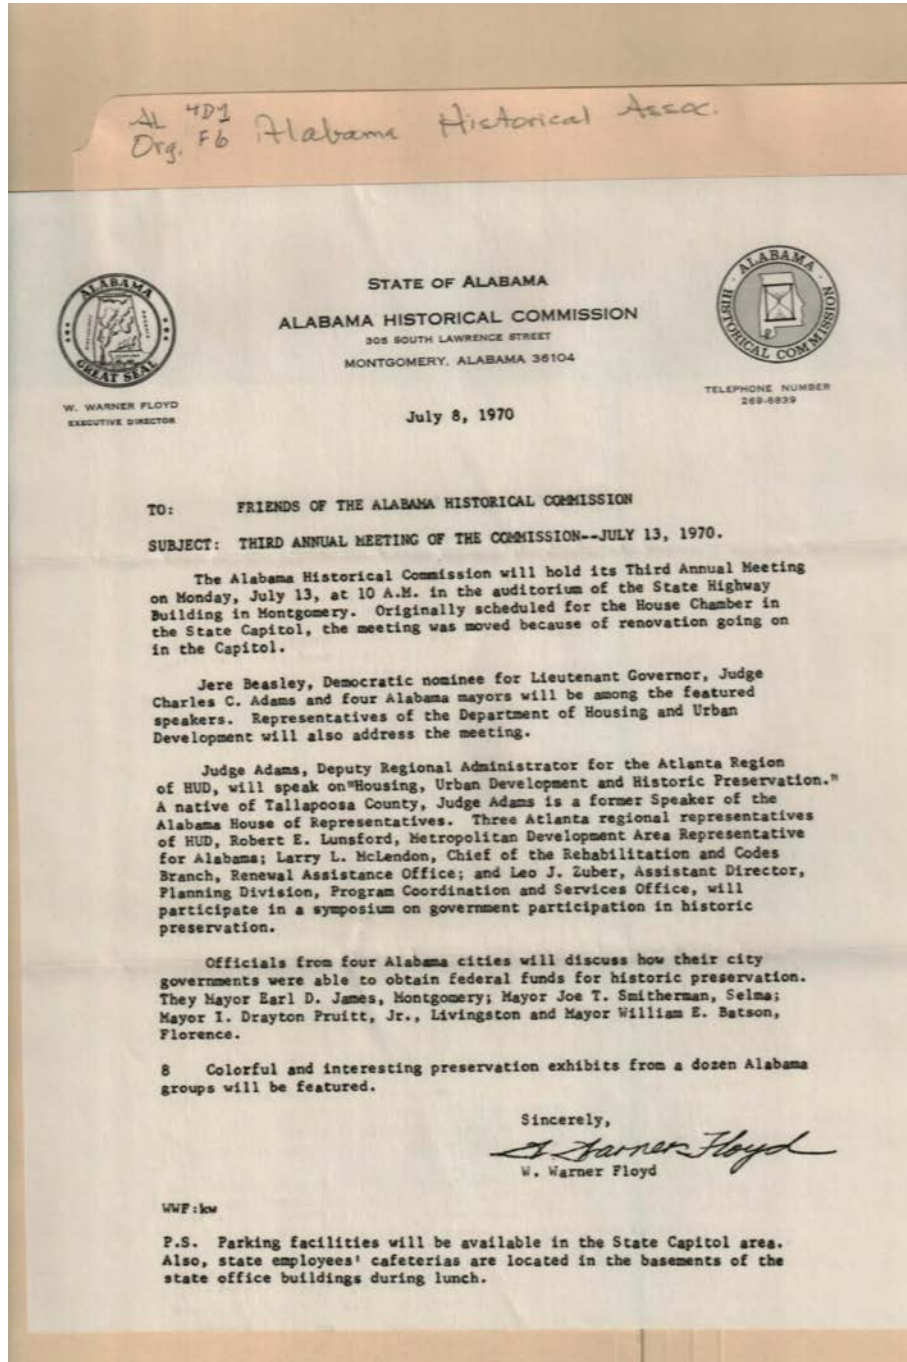 AL 4D1 Alabama Historical Assoc.
Org. F6
STATE OF ALABAMA
ALABAMA HISTORICAL COMMISSION
305 SOUTH LAWRENCE STREET
MONTGOMERY, ALABAMA 36104
ALABAMA
GREAT SEAL
W. WARNER FLOYD
EXECUTIVE DIRECTOR
· ALABAMA ·
HISTORICAL COMMISSION
TELEPHONE NUMBER
269-6839
July 8, 1970
TO: FRIENDS OF THE ALABAMA HISTORICAL COMMISSION
SUBJECT: THIRD ANNUAL MEETING OF THE COMMISSION--JULY 13, 1970.
The Alabama Historical Commission will hold its Third Annual Meeting
on Monday, July 13, at 10 A.M. in the auditorium of the State Highway
Building in Montgomery. Originally scheduled for the House Chamber in
the State Capitol, the meeting was moved because of renovation going on
in the Capitol.
Jere Beasley, Democratic nominee for Lieutenant Governor, Judge
Charles C. Adams and four Alabama mayors will be among the featured
speakers. Representatives of the Department of Housing and Urban
Development will also address the meeting.
Judge Adams, Deputy Regional Administrator for the Atlanta Region
of HUD, will speak on"Housing, Urban Development and Historic Preservation."
A native of Tallapoosa County, Judge Adams is a former Speaker of the
Alabama House of Representatives. Three Atlanta regional representatives
of HUD, Robert E. Lunsford, Metropolitan Development Area Representative
for Alabama; Larry L. McLendon, Chief of the Rehabilitation and Codes
Branch, Renewal Assistance Office; and Leo J. Zuber, Assistant Director,
Planning Division, Program Coordination and Services Office, will
participate in a symposium on government participation in historic
preservation.
Officials from four Alabama cities will discuss how their city
governments were able to obtain federal funds for historic preservation.
They Mayor Earl D. James, Montgomery; Mayor Joe T. Smitherman, Selma;
Mayor I. Drayton Pruitt, Jr., Livingston and Mayor William E. Batson,
Florence.
8 Colorful and interesting preservation exhibits from a dozen Alabama
groups will be featured.
Sincerely,
W. Warner Floyd
W. Warner Floyd
WWF:kw
P.S. Parking facilities will be available in the State Capitol area.
Also, state employees' cafeterias are located in the basements of the
state office buildings during lunch.